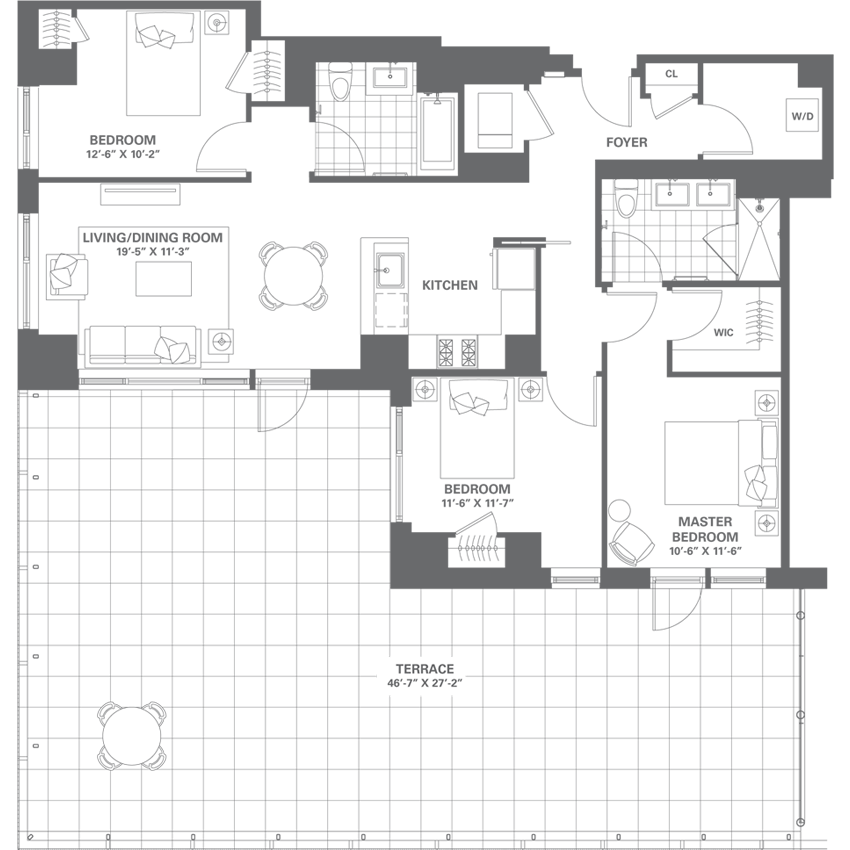 CL
W/D
FOYER
BEDROOM
12'-6" X 10'-2"
LIVING/DINING ROOM
19'-5" X 11'-3"
KITCHEN
WIC
BEDROOM
11'-6" X 11'-7"
MASTER
BEDROOM
10'-6" X 11'-6"
TERRACE
46'-7" X 27'-2"